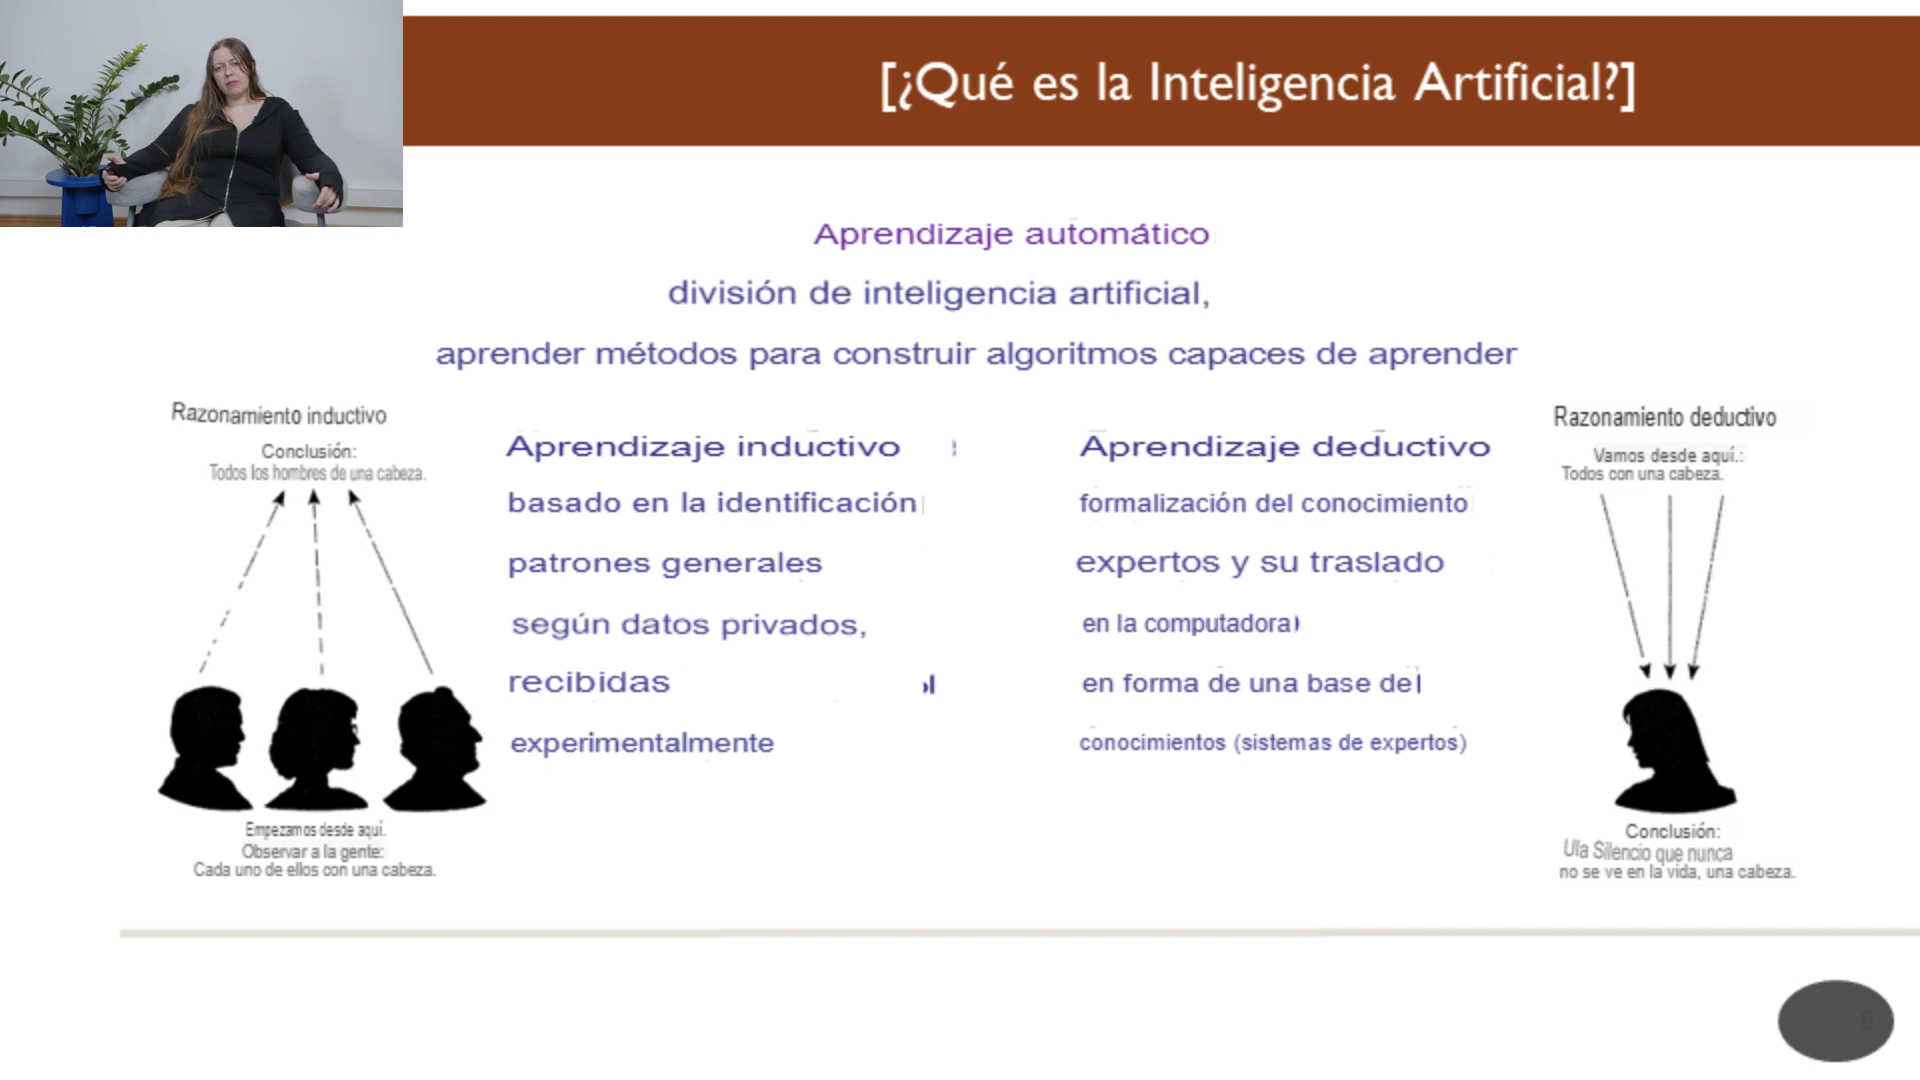 [¿Qué es la Inteligencia Artificial?]
Aprendizaje automático
división de inteligencia artificial,
aprender métodos para construir algoritmos capaces de aprender
Razonamiento inductivo
Conclusión:
Todos los hombres de una cabeza.
Empezamos desde aquí.
Observar a la gente:
Cada uno de ellos con una cabeza.
Aprendizaje inductivo
basado en la identificación
patrones generales
según datos privados,
recibidas
experimentalmente
Aprendizaje deductivo
formalización del conocimiento
expertos y su traslado
en la computadora)
en forma de una base de
conocimientos (sistemas de expertos)
Razonamiento deductivo
Vamos desde aquí.:
Todos con una cabeza.
Conclusión:
Ula Silencio que nunca
no se ve en la vida, una cabeza.
8